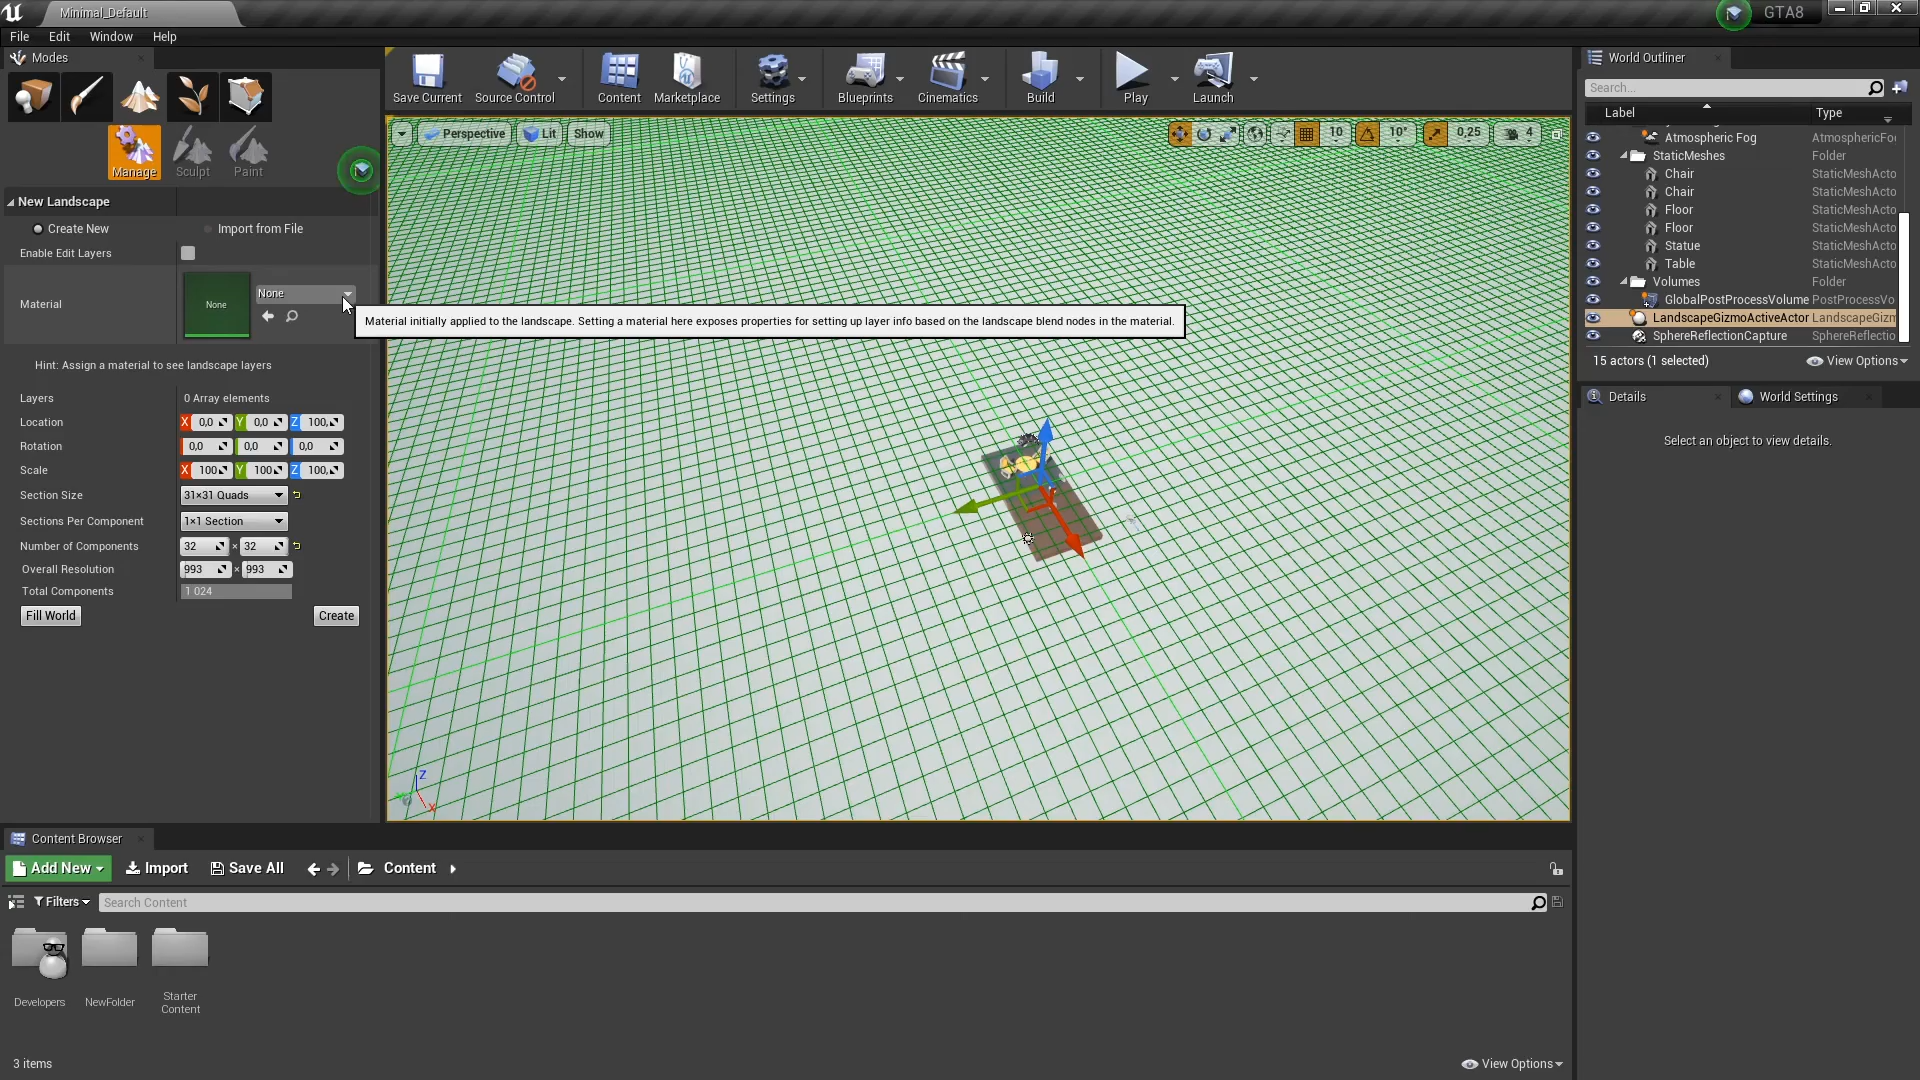 Minimal_Default
GTA8
File Edit Window Help
Modes
Save Current Source Control Content Marketplace Settings Blueprints Cinematics Build Play Launch
World Outliner
Search...
Label Type
Manage Sculpt Paint
Perspective Lit Show 10 10° 0,25 4
Atmospheric Fog
StaticMeshes Folder
Chair StaticMeshActo
Chair StaticMeshActo
Floor StaticMeshActo
Floor StaticMeshActo
Statue StaticMeshActo
Table StaticMeshActo
Volumes Folder
GlobalPostProcessVolume PostProcessVo
LandscapeGizmoActiveActor
SphereReflectionCapture SphereReflectio
15 actors (1 selected) View Options
Details World Settings
Select an object to view details.
New Landscape
Create New Import from File
Enable Edit Layers
Material None None
Material initially applied to the landscape. Setting a material here exposes properties for setting up layer info based on the landscape blend nodes in the material.
Hint: Assign a material to see landscape layers
Layers 0 Array elements
Location X 0,0 Y 0,0 Z 100,
Rotation 0,0 0,0 0,0
Scale X 100 Y 100 Z 100,
Section Size 31×31 Quads
Sections Per Component 1×1 Section
Number of Components 32 × 32
Overall Resolution 993 × 993
Total Components 1 024
Fill World Create
Z
X
Content Browser
Add New Import Save All Content
Filters Search Content
Developers NewFolder Starter Content
3 items View Options